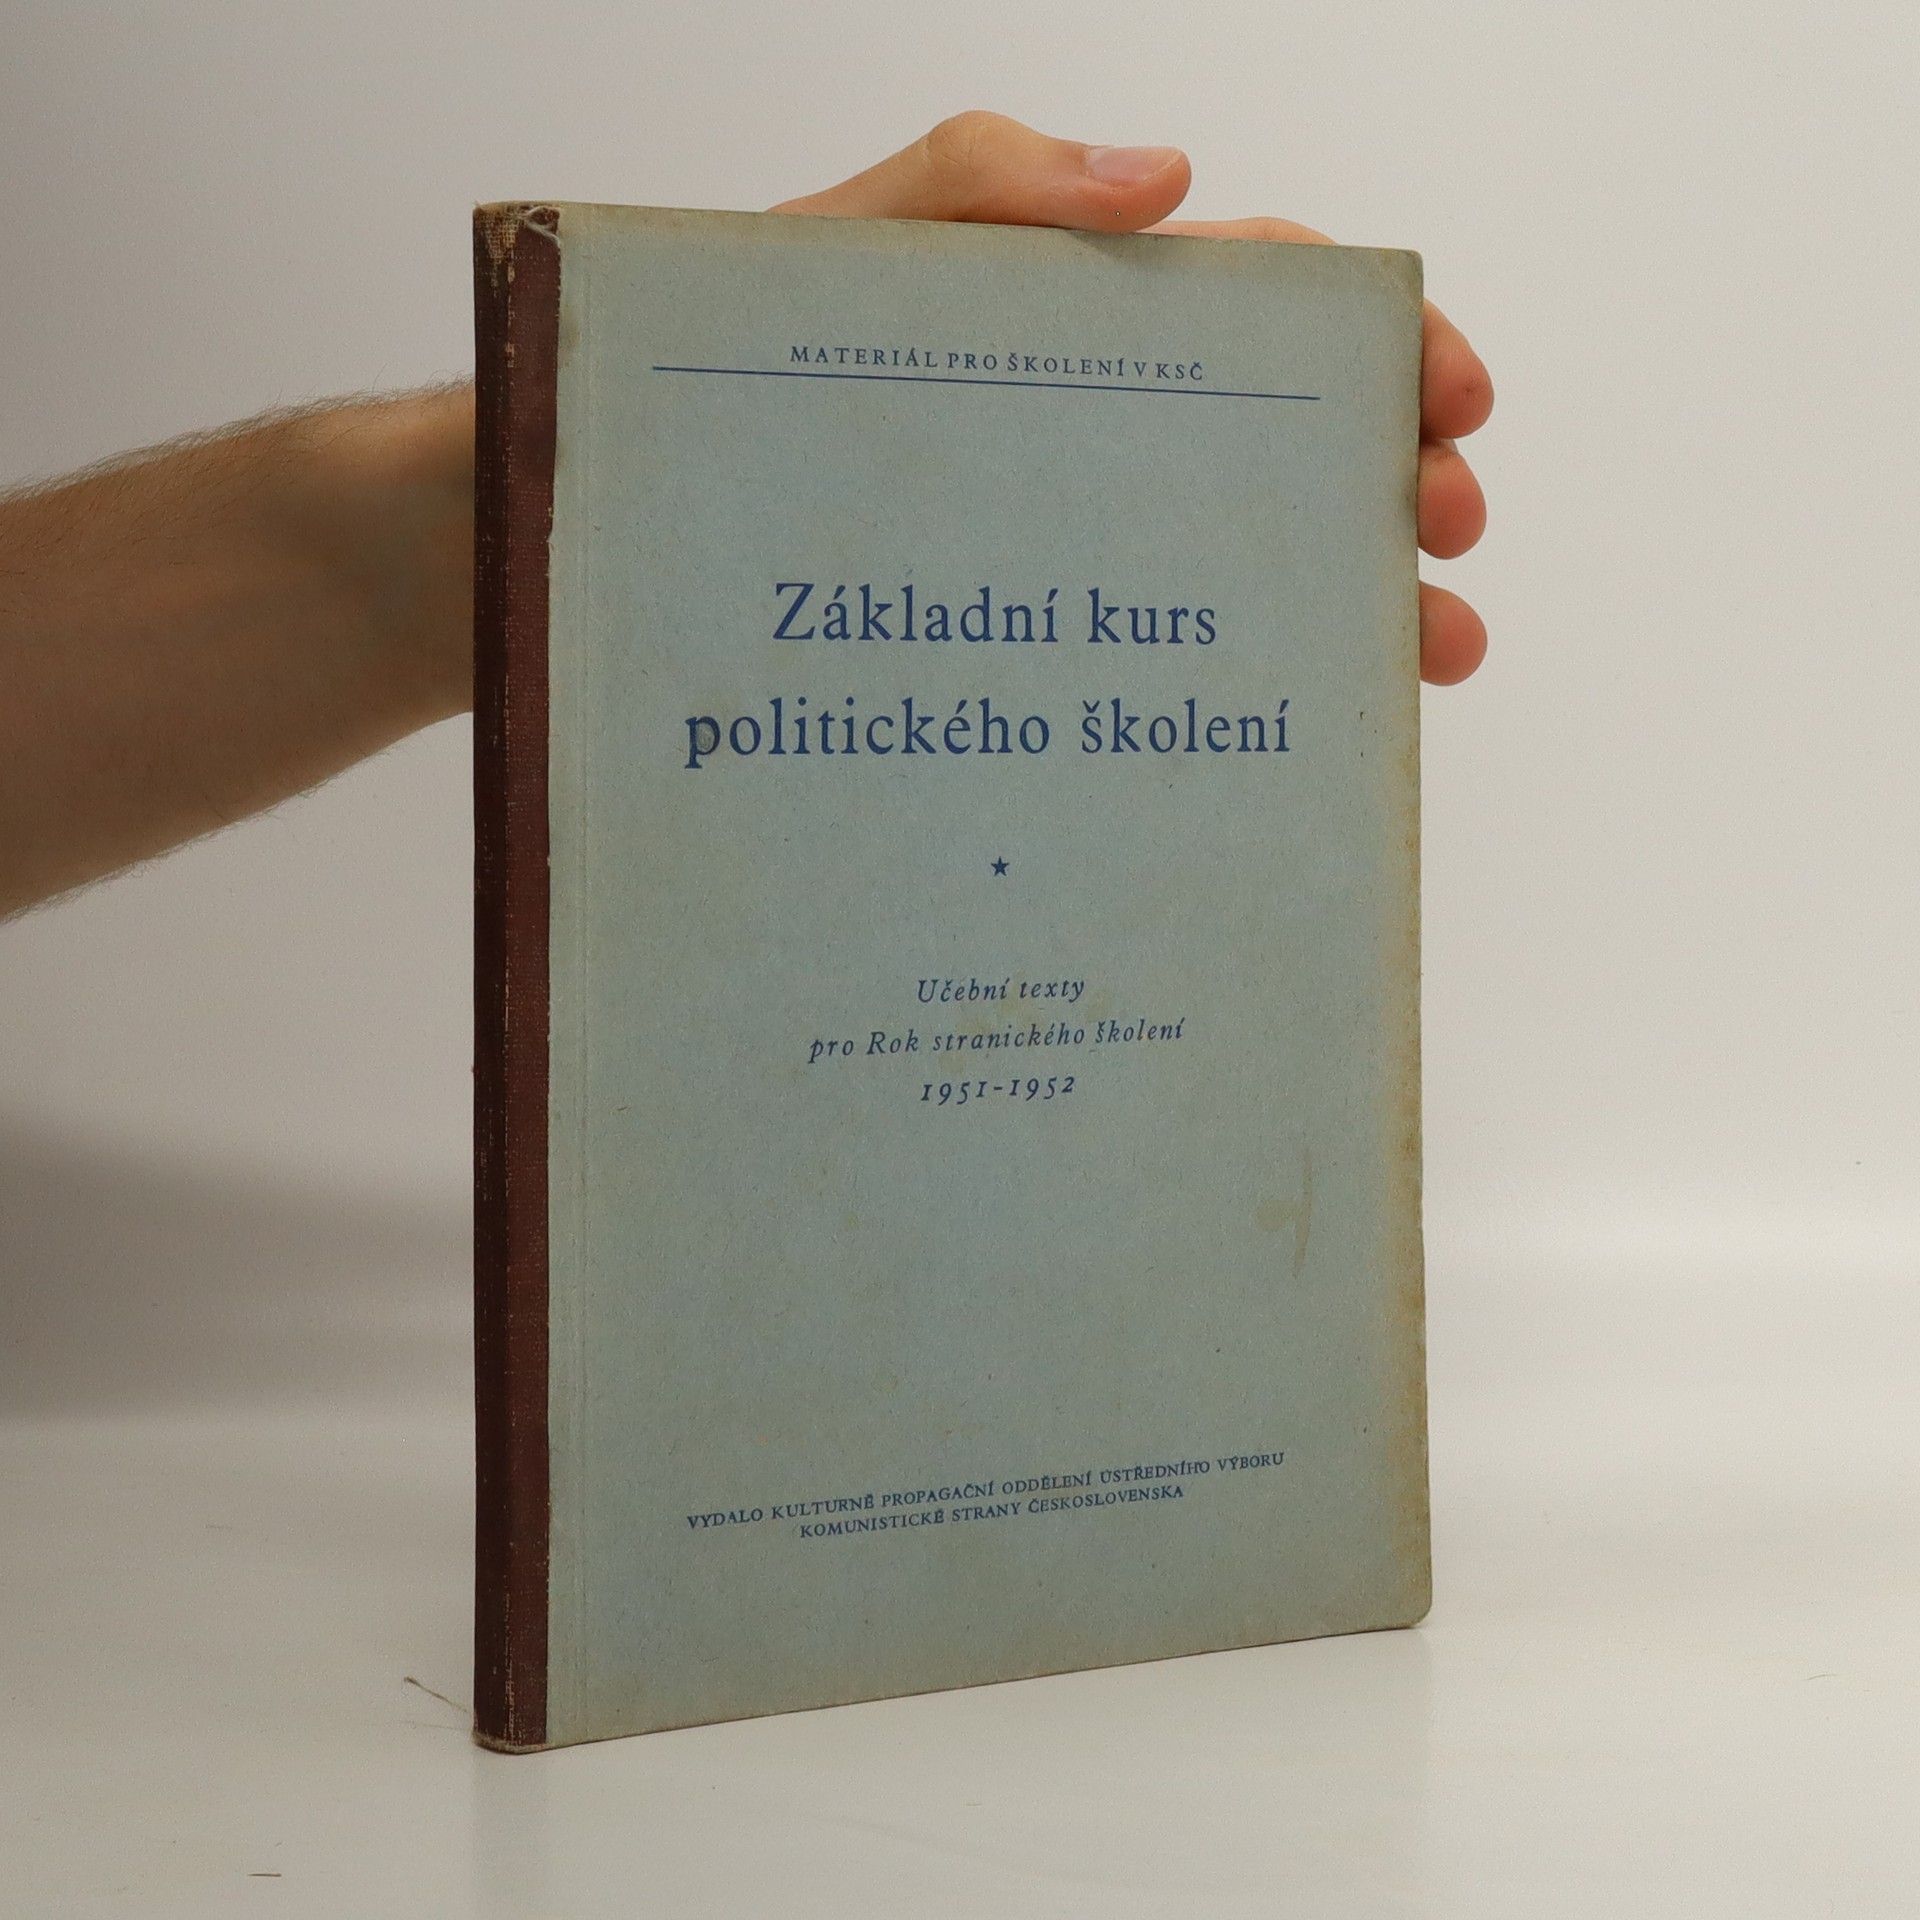 MATERIÁL PRO ŠKOLENÍ V KSČ
Základní kurs
politického školení
★
Učební texty
pro Rok stranického školení
1951-1952
VYDALO KULTURNĚ PROPAGAČNÍ ODDĚLENÍ ÚSTŘEDNÍHO VÝBORU
KOMUNISTICKÉ STRANY ČESKOSLOVENSKA